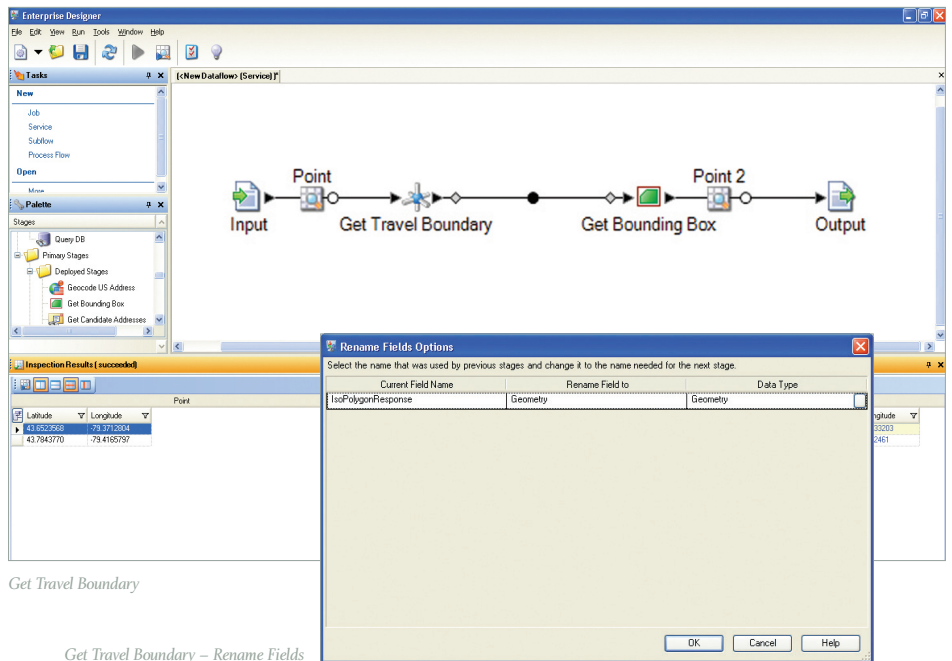 Enterprise Designer
File Edit View Run Tools Window Help
Tasks
New
Job
Service
Subflow
Process Flow
Open
More
Palette
Stages
Query DB
Primary Stages
Deployed Stages
Geocode US Address
Get Bounding Box
Get Candidate Addresses
[<New Dataflow> (Service)]*
Point
Point 2
Input
Get Travel Boundary
Get Bounding Box
Output
Inspection Results (succeeded)
Point
Latitude Longitude
43.6523568 -79.3712804
43.7843770 -79.4165797
ngitude
33203
2461
Rename Fields Options
Select the name that was used by previous stages and change it to the name needed for the next stage.
Current Field Name Rename Field to Data Type
IsoPolygonResponse Geometry Geometry
OK Cancel Help
Get Travel Boundary
Get Travel Boundary – Rename Fields